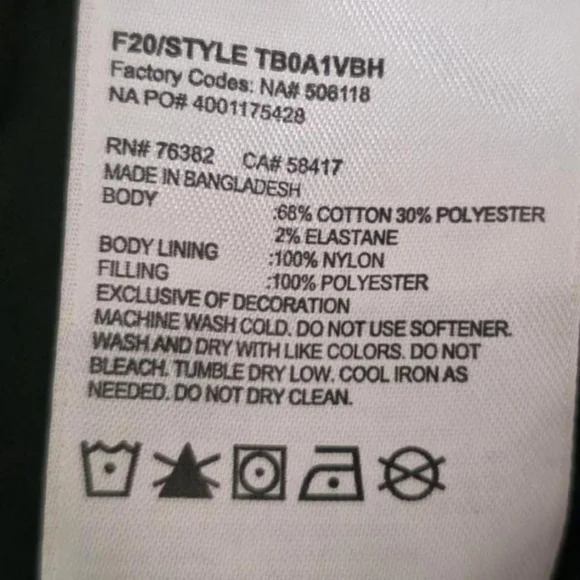 F20/STYLE TB0A1VBH
Factory Codes: NA# 506118
NA PO# 4001175428
RN# 76382 CA# 58417
MADE IN BANGLADESH
BODY :68% COTTON 30% POLYESTER
2% ELASTANE
BODY LINING :100% NYLON
FILLING :100% POLYESTER
EXCLUSIVE OF DECORATION
MACHINE WASH COLD. DO NOT USE SOFTENER.
WASH AND DRY WITH LIKE COLORS. DO NOT
BLEACH. TUMBLE DRY LOW. COOL IRON AS
NEEDED. DO NOT DRY CLEAN.